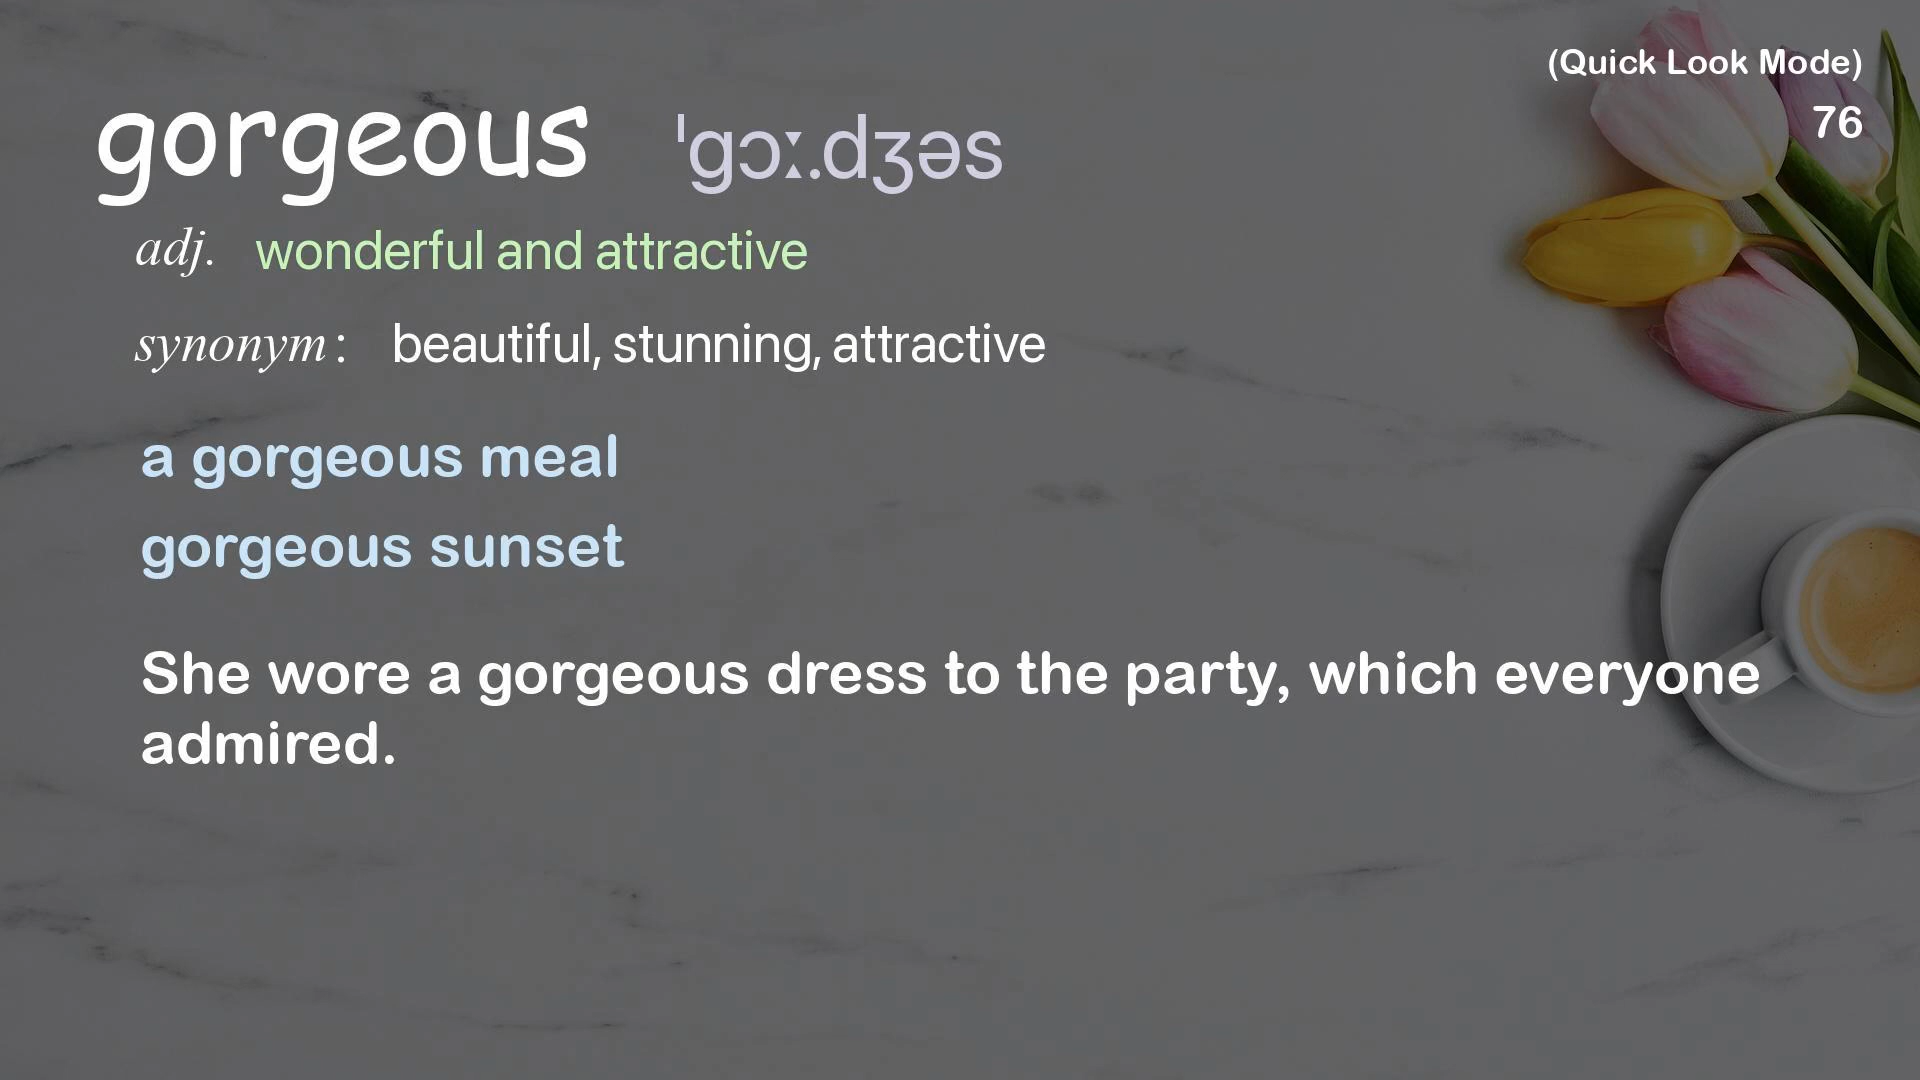 (Quick Look Mode)
76
gorgeous ˈɡɔː.dʒəs
adj. wonderful and attractive
synonym: beautiful, stunning, attractive
a gorgeous meal
gorgeous sunset
She wore a gorgeous dress to the party, which everyone
admired.